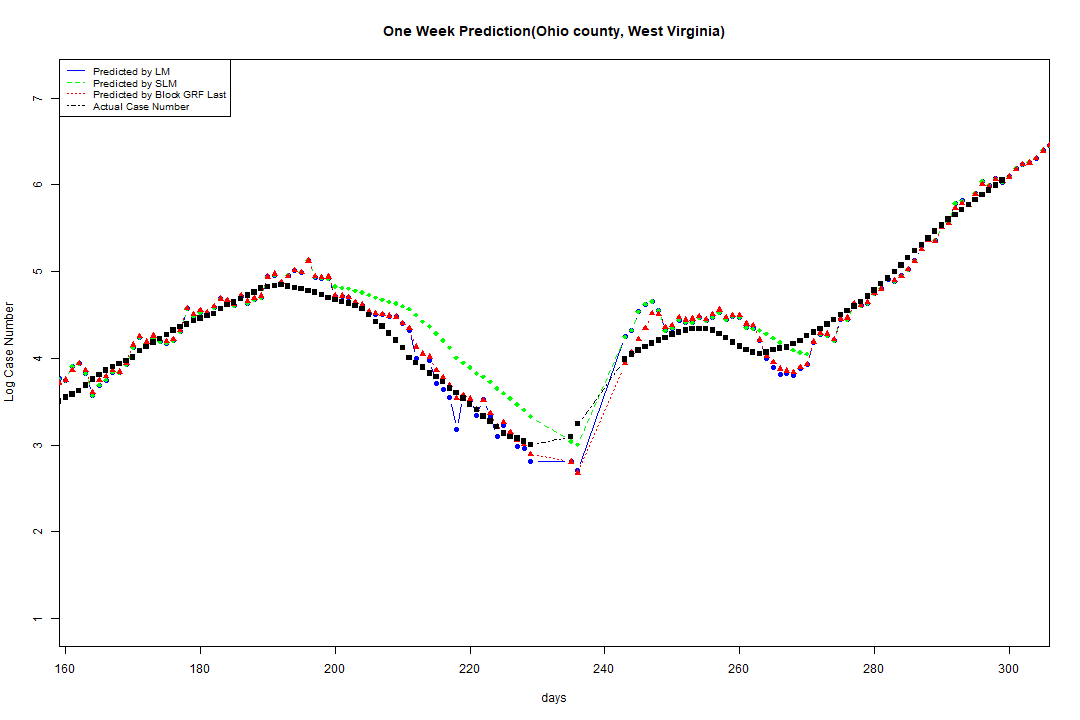 One Week Prediction(Ohio county, West Virginia)
Predicted by LM
Predicted by SLM
Predicted by Block GRF Last
Actual Case Number
7
6
5
4
3
2
1
Log Case Number
160 180 200 220 240 260 280 300
days